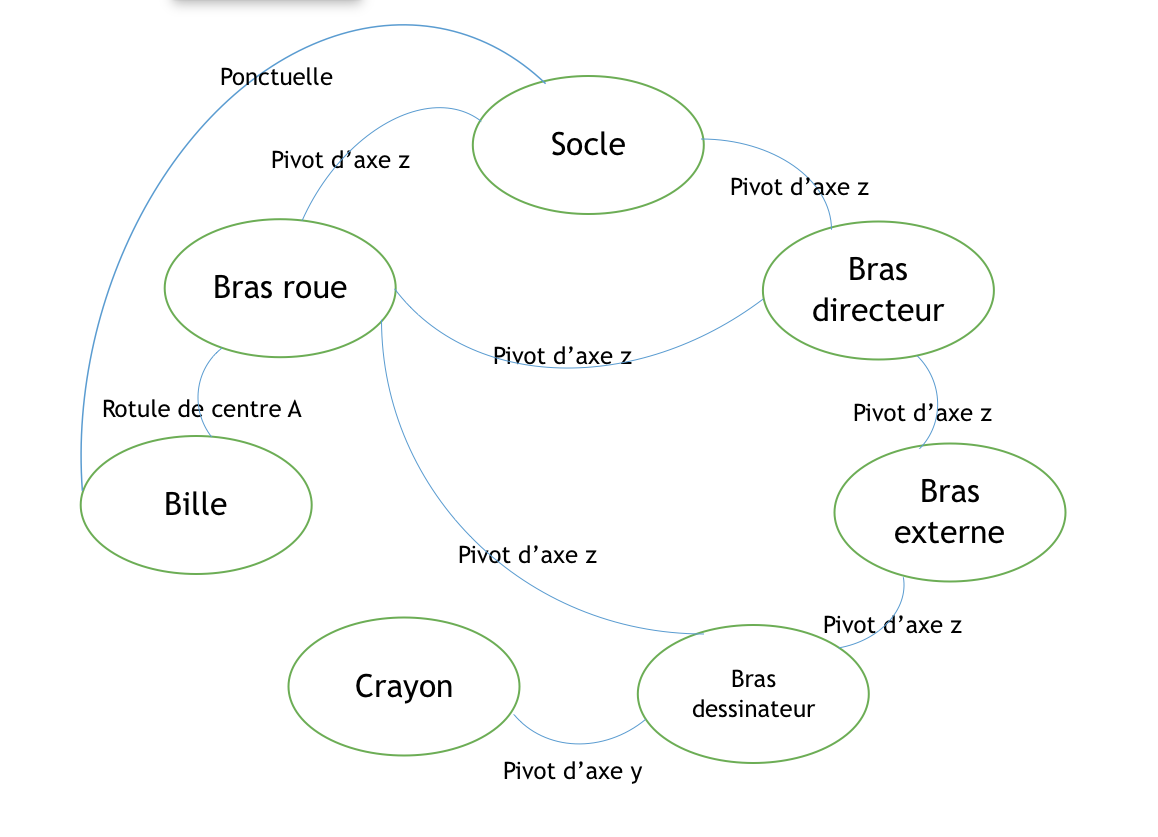 Ponctuelle
Socle
Pivot d’axe z
Pivot d’axe z
Bras
directeur
Bras roue
Pivot d’axe z
Rotule de centre A
Pivot d’axe z
Bille
Bras
externe
Pivot d’axe z
Pivot d’axe z
Crayon
Bras
dessinateur
Pivot d’axe y